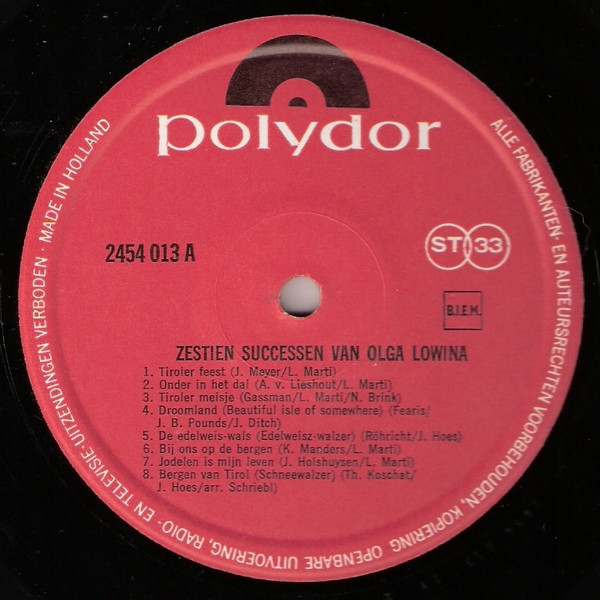 polydor
2454 013 A
ST 33
B.I.E.M.
ZESTIEN SUCCESSEN VAN OLGA LOWINA
1. Tiroler feest (J. Meyer/L. Marti)
2. Onder in het dal (A. v. Lieshout/L. Marti)
3. Tiroler meisje (Gassman/L. Marti/N. Brink)
4. Droomland (Beautiful isle of somewhere) (Fearis/
J. B. Pounds/J. Ditch)
5. De edelweis-wals (Edelweisz-walzer) (Röhricht/J. Hoes)
6. Bij ons op de bergen (K. Manders/L. Marti)
7. Jodelen is mijn leven (J. Holshuysen/L. Marti)
8. Bergen van Tirol (Schneewalzer) (Th. Koschat/
J. Hoes/arr. Schriebl)
ALLE FABRIKANTEN- EN AUTEURSRECHTEN VOORBEHOUDEN, KOPIERING OPENBARE UITVOERING, RADIO- EN TELEVISIE-UITZENDINGEN VERBODEN · MADE IN HOLLAND